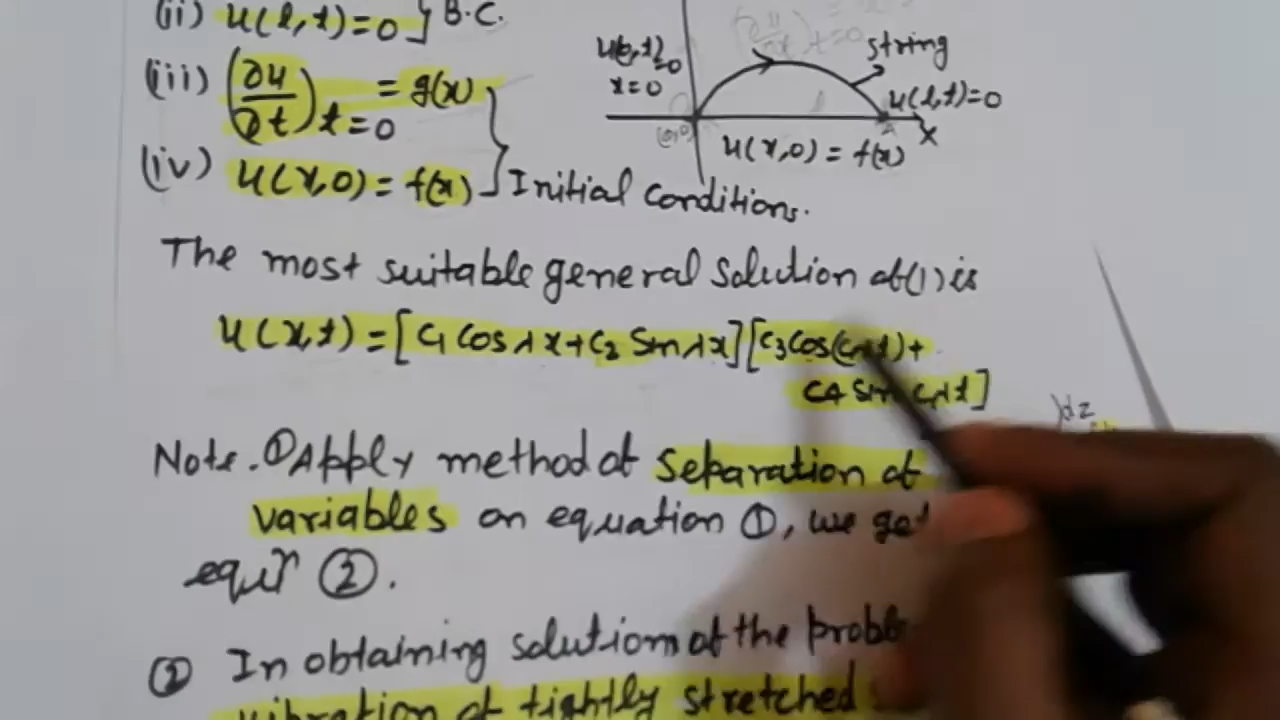 (ii) u(l,t)=0 } B.C.
(iii) (∂u/∂t)t=0 = g(x)
(iv) u(x,0) = f(x)
Initial conditions.
=0
x=0
string
u(l,t)=0
(0,0)
l
A
x
u(x,0) = f(x)
The most suitable general solution of (1) is
u(x,t) = [c1 cos λx + c2 sin λx] [c3 cos(cλt) +
c4 sin cλt]
dz
Note. ① Apply method of separation of
variables on equation ①, we get
equn ②.
② In obtaining solution of the
vibration of tightly stretched